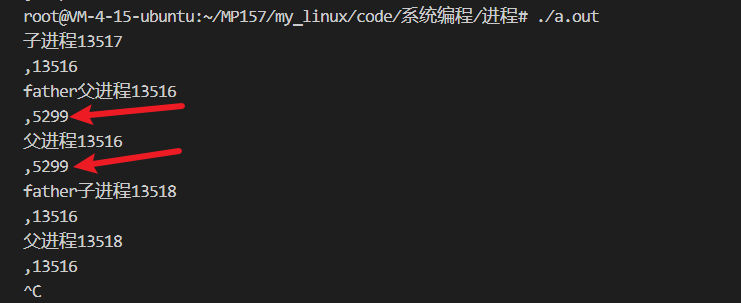 root@VM-4-15-ubuntu:~/MP157/my_linux/code/系统编程/进程# ./a.out
子进程13517
,13516
father父进程13516
,5299
父进程13516
,5299
father子进程13518
,13516
父进程13518
,13516
^C